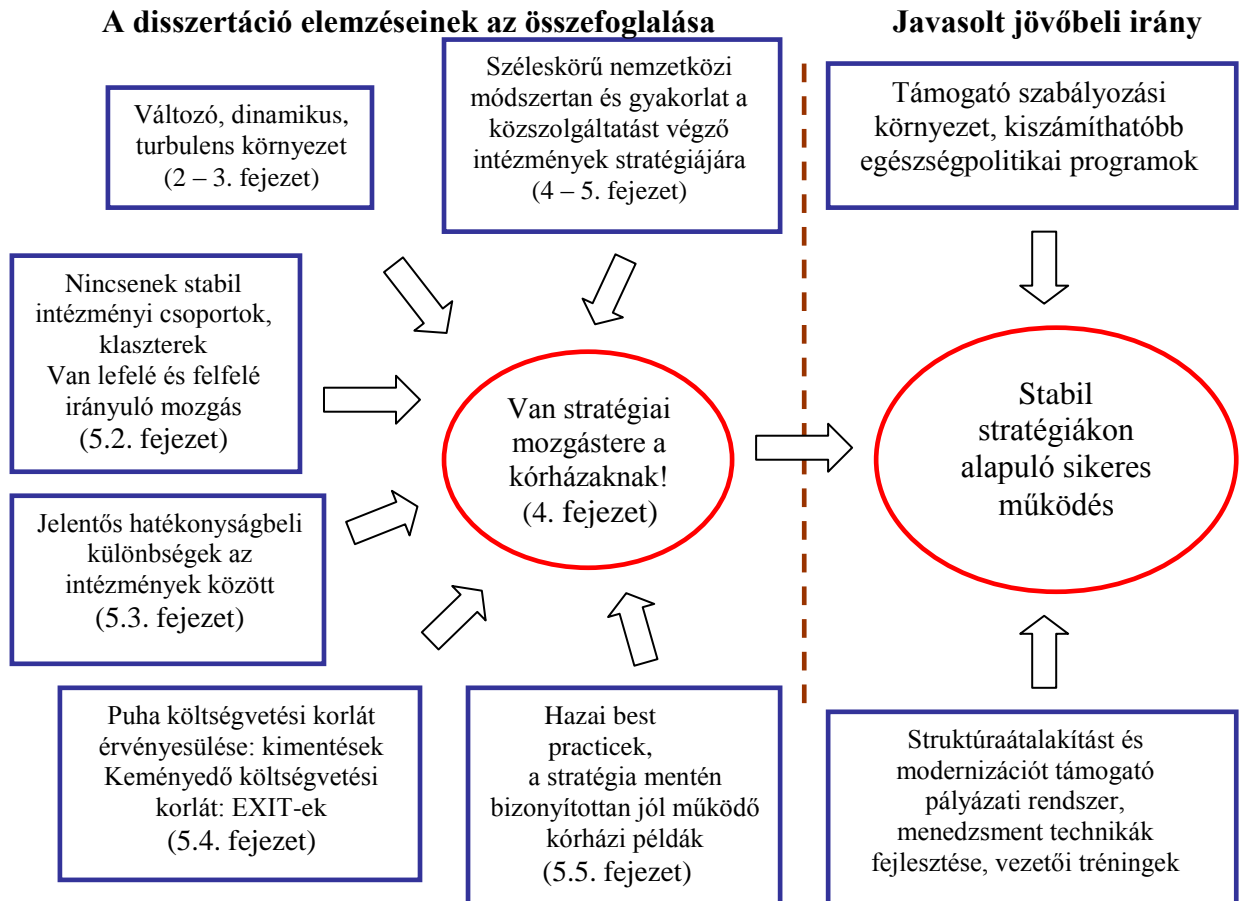 A disszertáció elemzéseinek az összefoglalása
Javasolt jövőbeli irány
Változó, dinamikus,
turbulens környezet
(2 – 3. fejezet)
Széleskörű nemzetközi
módszertan és gyakorlat a
közszolgáltatást végző
intézmények stratégiájára
(4 – 5. fejezet)
Támogató szabályozási
környezet, kiszámíthatóbb
egészségpolitikai programok
Nincsenek stabil
intézményi csoportok,
klaszterek
Van lefelé és felfelé
irányuló mozgás
(5.2. fejezet)
Van stratégiai
mozgástere a
kórházaknak!
(4. fejezet)
Stabil
stratégiákon
alapuló sikeres
működés
Jelentős hatékonyságbeli
különbségek az
intézmények között
(5.3. fejezet)
Puha költségvetési korlát
érvényesülése: kimentések
Keményedő költségvetési
korlát: EXIT-ek
(5.4. fejezet)
Hazai best
practicek,
a stratégia mentén
bizonyítottan jól működő
kórházi példák
(5.5. fejezet)
Struktúraátalakítást és
modernizációt támogató
pályázati rendszer,
menedzsment technikák
fejlesztése, vezetői tréningek